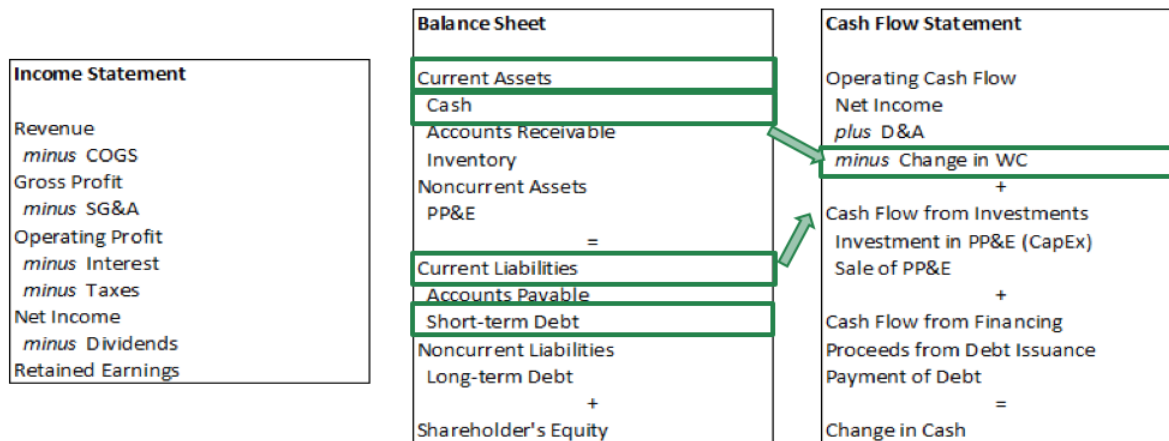 Income Statement
Revenue
minus COGS
Gross Profit
minus SG&A
Operating Profit
minus Interest
minus Taxes
Net Income
minus Dividends
Retained Earnings
Balance Sheet
Current Assets
Cash
Accounts Receivable
Inventory
Noncurrent Assets
PP&E
=
Current Liabilities
Accounts Payable
Short-term Debt
Noncurrent Liabilities
Long-term Debt
+
Shareholder's Equity
Cash Flow Statement
Operating Cash Flow
Net Income
plus D&A
minus Change in WC
+
Cash Flow from Investments
Investment in PP&E (CapEx)
Sale of PP&E
+
Cash Flow from Financing
Proceeds from Debt Issuance
Payment of Debt
=
Change in Cash